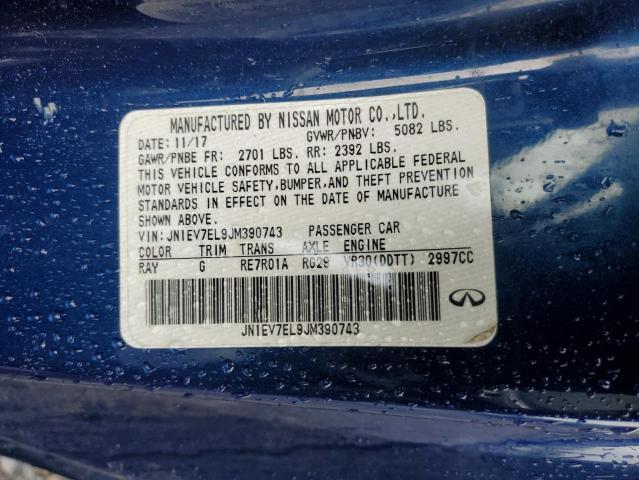 MANUFACTURED BY NISSAN MOTOR CO.,LTD.
DATE: 11/17 GVWR/PNBV: 5082 LBS.
GAWR/PNBE FR: 2701 LBS. RR: 2392 LBS.
THIS VEHICLE CONFORMS TO ALL APPLICABLE FEDERAL
MOTOR VEHICLE SAFETY, BUMPER, AND THEFT PREVENTION
STANDARDS IN EFFECT ON THE DATE OF MANUFACTURE
SHOWN ABOVE.
VIN: JN1EV7EL9JM390743 PASSENGER CAR
COLOR TRIM TRANS AXLE ENGINE
RAY G RE7R01A RG29 VR30(DDTT) 2997CC
JN1EV7EL9JM390743